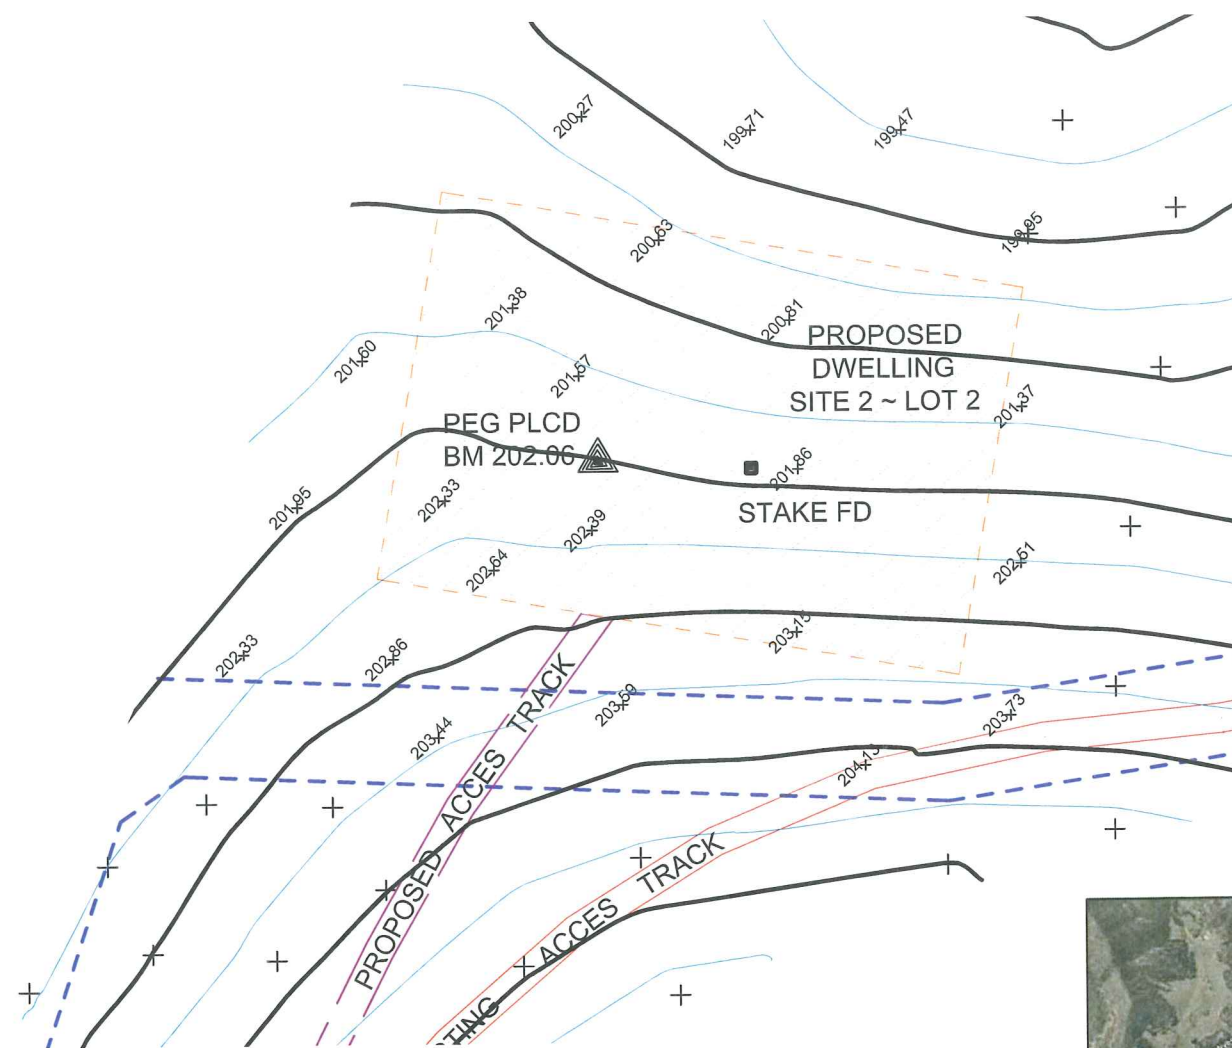 200.27
199.71
199.47
199.95
200.63
201.38
200.81
PROPOSED
DWELLING
SITE 2 ~ LOT 2
201.60
201.57
201.37
PEG PLCD
BM 202.06
201.86
STAKE FD
201.95
202.33
202.39
202.64
202.51
203.15
202.33
202.86
203.59
203.44
203.73
204.13
PROPOSED ACCES TRACK
STING ACCES TRACK